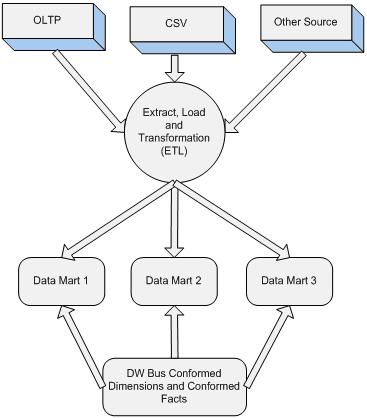 OLTP
CSV
Other Source
Extract, Load
and
Transformation
(ETL)
Data Mart 1
Data Mart 2
Data Mart 3
DW Bus Conformed
Dimensions and Conformed
Facts